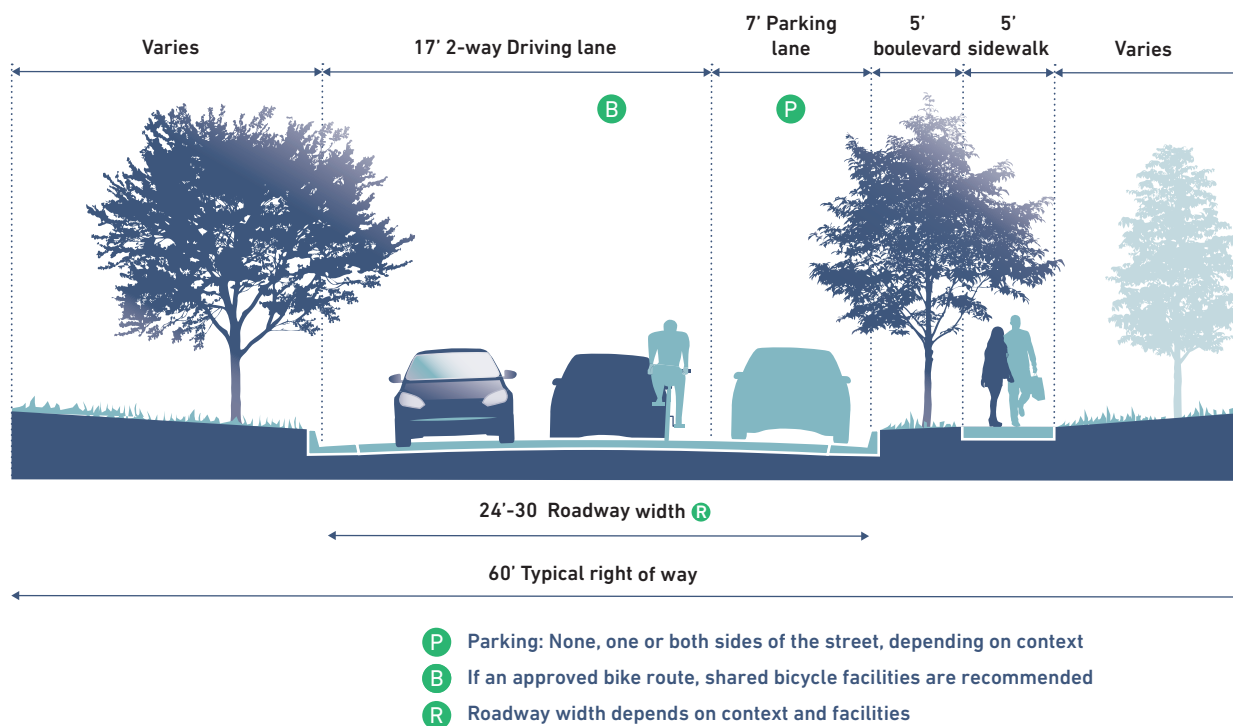 Varies
17' 2-way Driving lane
7' Parking
lane
5'
boulevard
5'
sidewalk
Varies
B
P
24'-30 Roadway width R
60' Typical right of way
P Parking: None, one or both sides of the street, depending on context
B If an approved bike route, shared bicycle facilities are recommended
R Roadway width depends on context and facilities